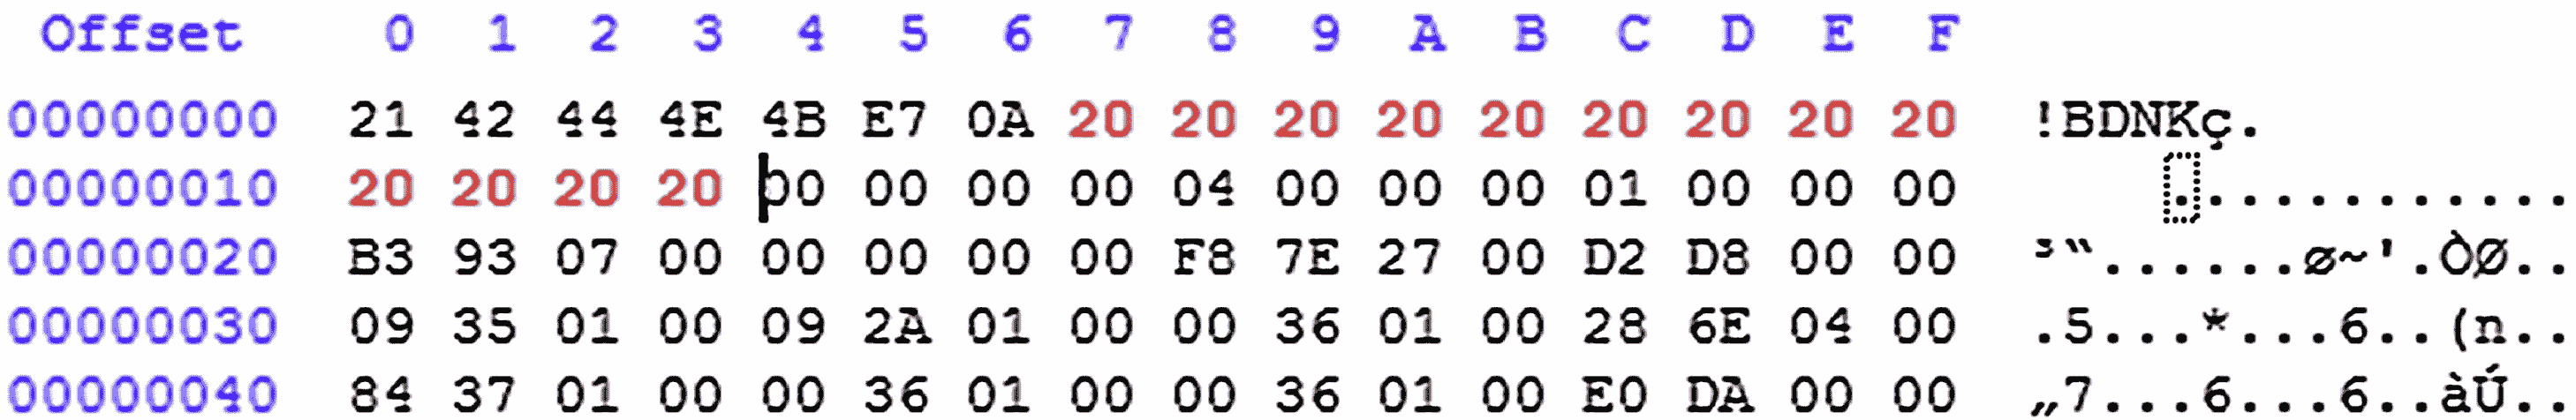 Offset 0 1 2 3 4 5 6 7 8 9 A B C D E F
00000000 21 42 44 4E 4B E7 0A 20 20 20 20 20 20 20 20 20 !BDNKç.
00000010 20 20 20 20 00 00 00 00 04 00 00 00 01 00 00 00 ............
00000020 B3 93 07 00 00 00 00 00 F8 7E 27 00 D2 D8 00 00 ³“......ø~'.ÒØ..
00000030 09 35 01 00 09 2A 01 00 00 36 01 00 28 6E 04 00 .5...*...6..(n..
00000040 84 37 01 00 00 36 01 00 00 36 01 00 E0 DA 00 00 „7...6...6..àÚ..